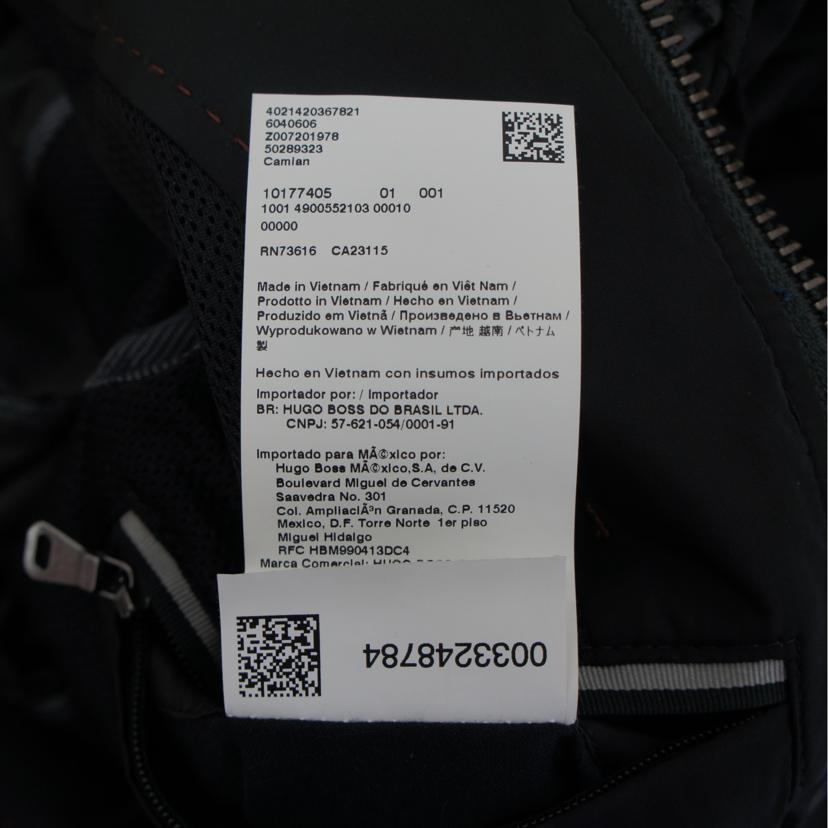 4021420367821
6040606
Z007201978
50289323
Camian
10177405 01 001
1001 4900552103 00010
00000
RN73616 CA23115
Made in Vietnam / Fabriqué en Viêt Nam /
Prodotto in Vietnam / Hecho en Vietnam /
Produzido em Vietnã / Произведено в Вьетнам /
Wyprodukowano w Wietnam / 产地 越南 / ベトナム
製
Hecho en Vietnam con insumos importados
Importador por: / Importador
BR: HUGO BOSS DO BRASIL LTDA.
CNPJ: 57-621-054/0001-91
Importado para MÃ©xico por:
Hugo Boss MÃ©xico,S.A, de C.V.
Boulevard Miguel de Cervantes
Saavedra No. 301
Col. AmpliaciÃ³n Granada, C.P. 11520
Mexico, D.F. Torre Norte 1er piso
Miguel Hidalgo
RFC HBM990413DC4
Marca Comercial: HUGO BOSS
0033248784